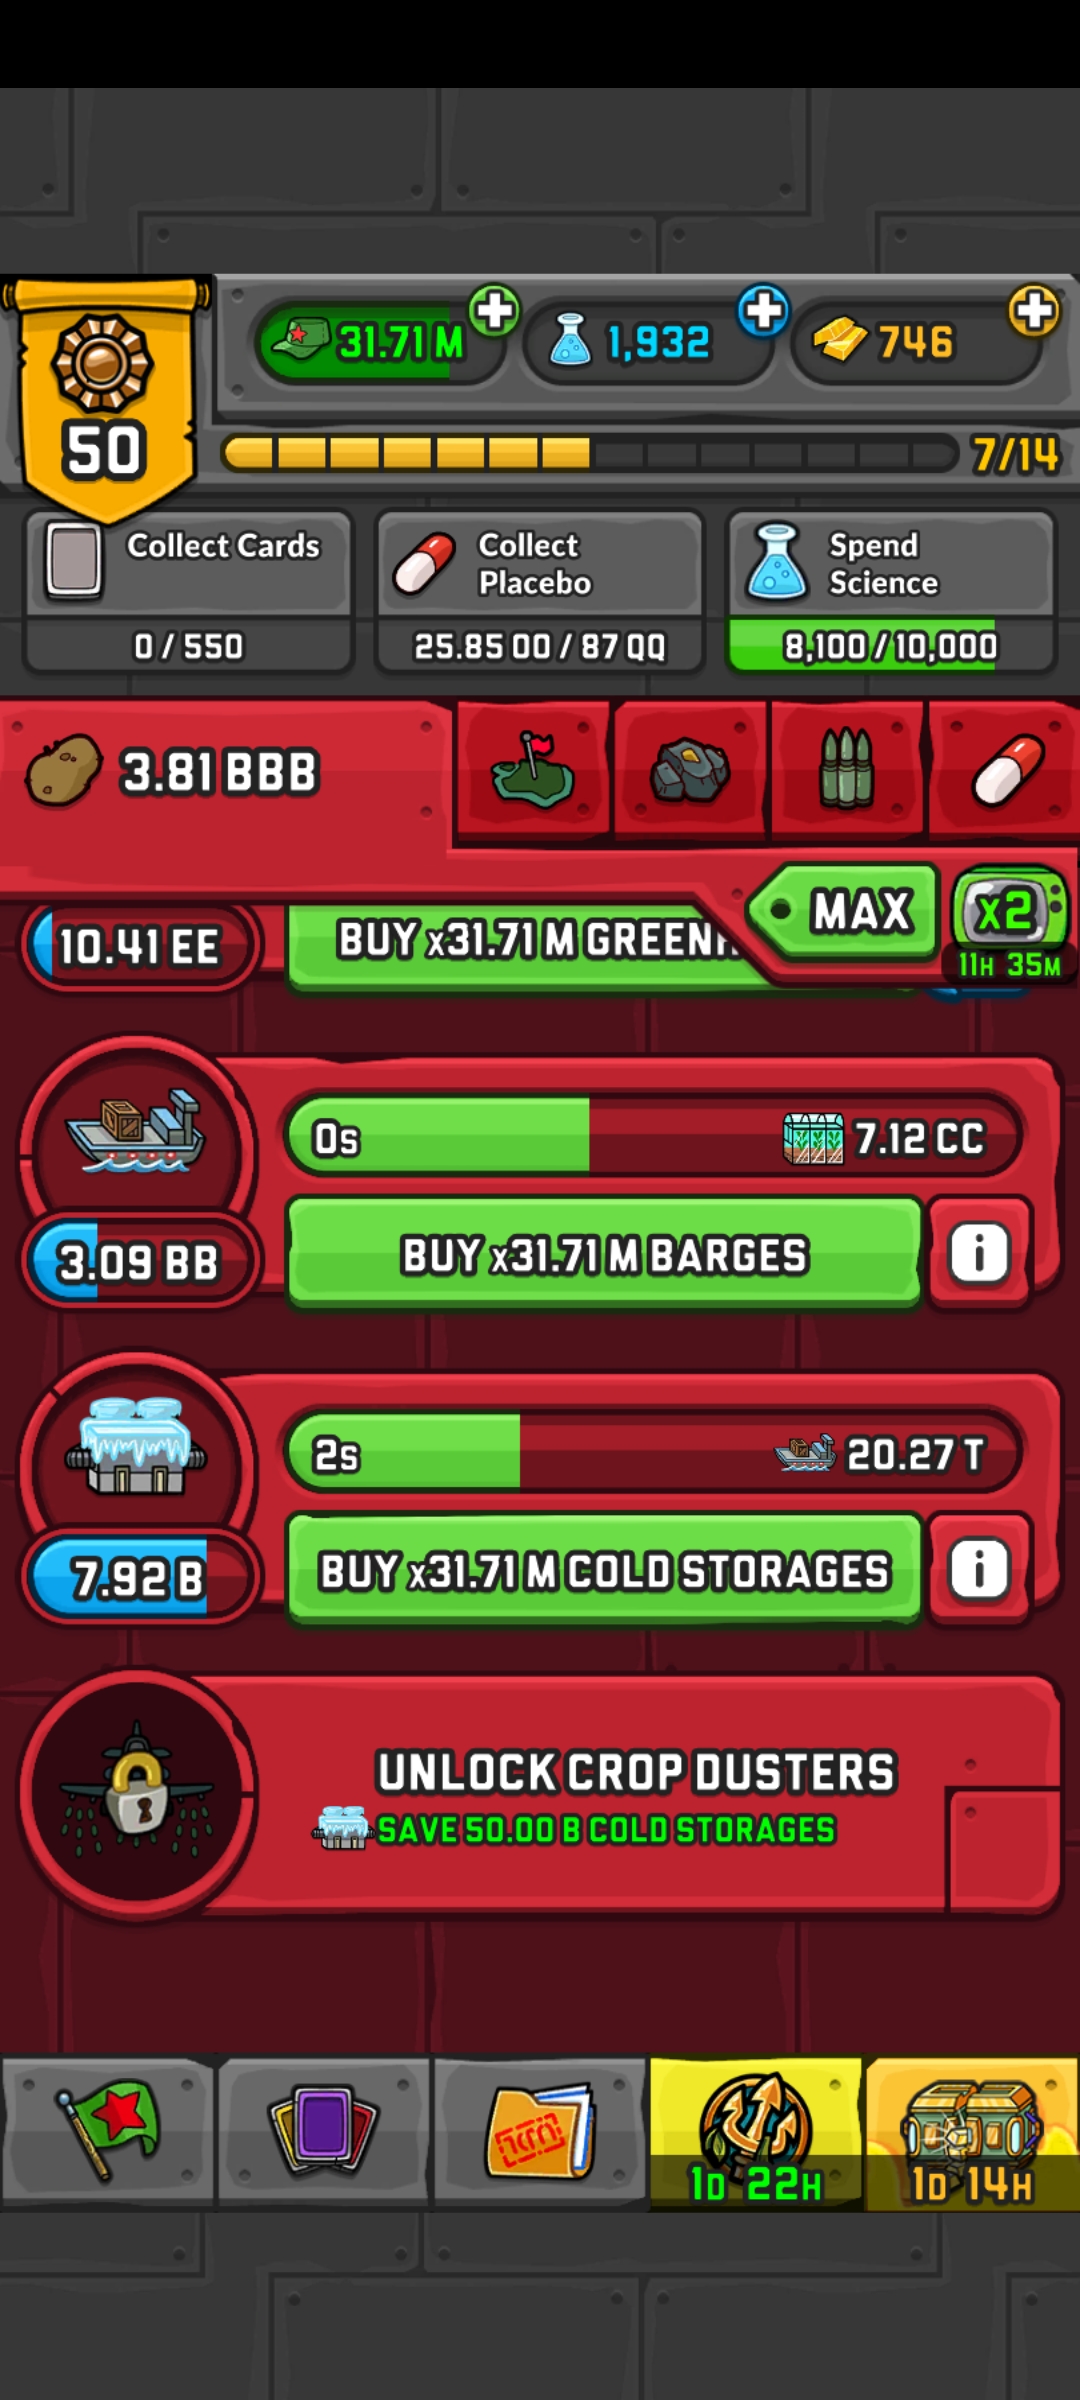 31.71 M
1,932
746
50
7/14
Collect Cards
0 / 550
Collect
Placebo
25.85 OO / 87 QQ
Spend
Science
8,100 / 10,000
3.81 BBB
MAX
x2
11H 35M
10.41 EE
BUY x31.71 M
0s
7.12 CC
3.09 BB
BUY x31.71 M BARGES
i
2s
20.27 T
7.92 B
BUY x31.71 M COLD STORAGES
i
UNLOCK CROP DUSTERS
SAVE 50.00 B COLD STORAGES
1D 22H
1D 14H